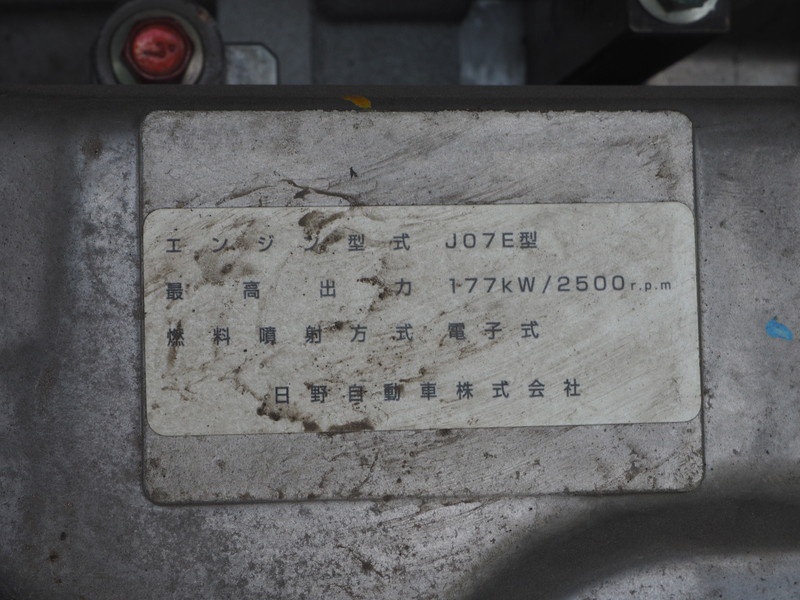 エンジン型式 J07E型
最高出力 177kW/2500r.p.m
燃料噴射方式 電子式
日野自動車株式会社